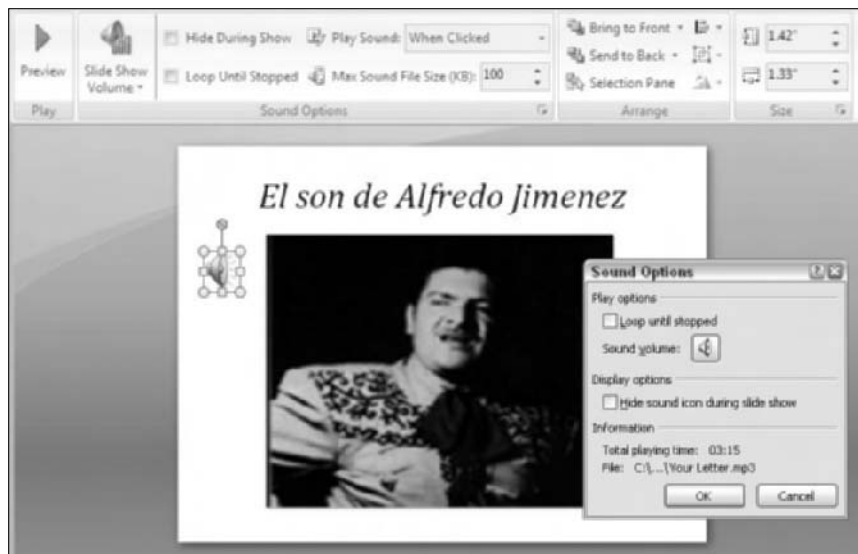 Hide During Show Play Sound: When Clicked
Bring to Front
1.42"
Preview
Slide Show Volume
Loop Until Stopped Max Sound File Size (KB): 100
Send to Back
1.33"
Selection Pane
Play
Sound Options
Arrange
Size
El son de Alfredo Jimenez
Sound Options
Play options
Loop until stopped
Sound volume:
Display options
Hide sound icon during slide show
Information
Total playing time: 03:15
File: C:\...\Your Letter.mp3
OK Cancel